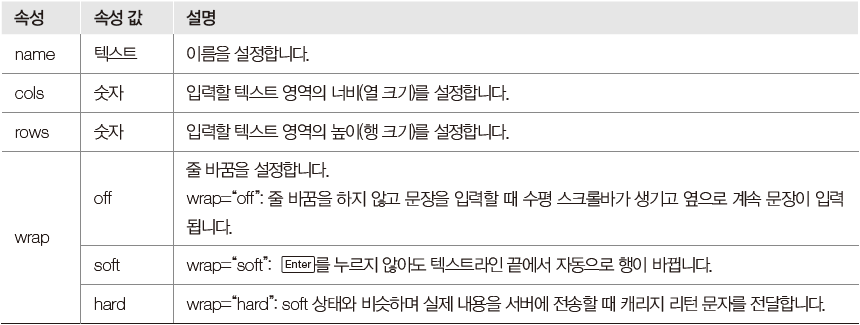 속성 속성 값 설명
name 텍스트 이름을 설정합니다.
cols 숫자 입력할 텍스트 영역의 너비(열 크기)를 설정합니다.
rows 숫자 입력할 텍스트 영역의 높이(행 크기)를 설정합니다.
wrap
off
줄 바꿈을 설정합니다.
wrap=“off”: 줄 바꿈을 하지 않고 문장을 입력할 때 수평 스크롤바가 생기고 옆으로 계속 문장이 입력
됩니다.
soft wrap=“soft”: Enter를 누르지 않아도 텍스트라인 끝에서 자동으로 행이 바뀝니다.
hard wrap=“hard”: soft 상태와 비슷하며 실제 내용을 서버에 전송할 때 캐리지 리턴 문자를 전달합니다.